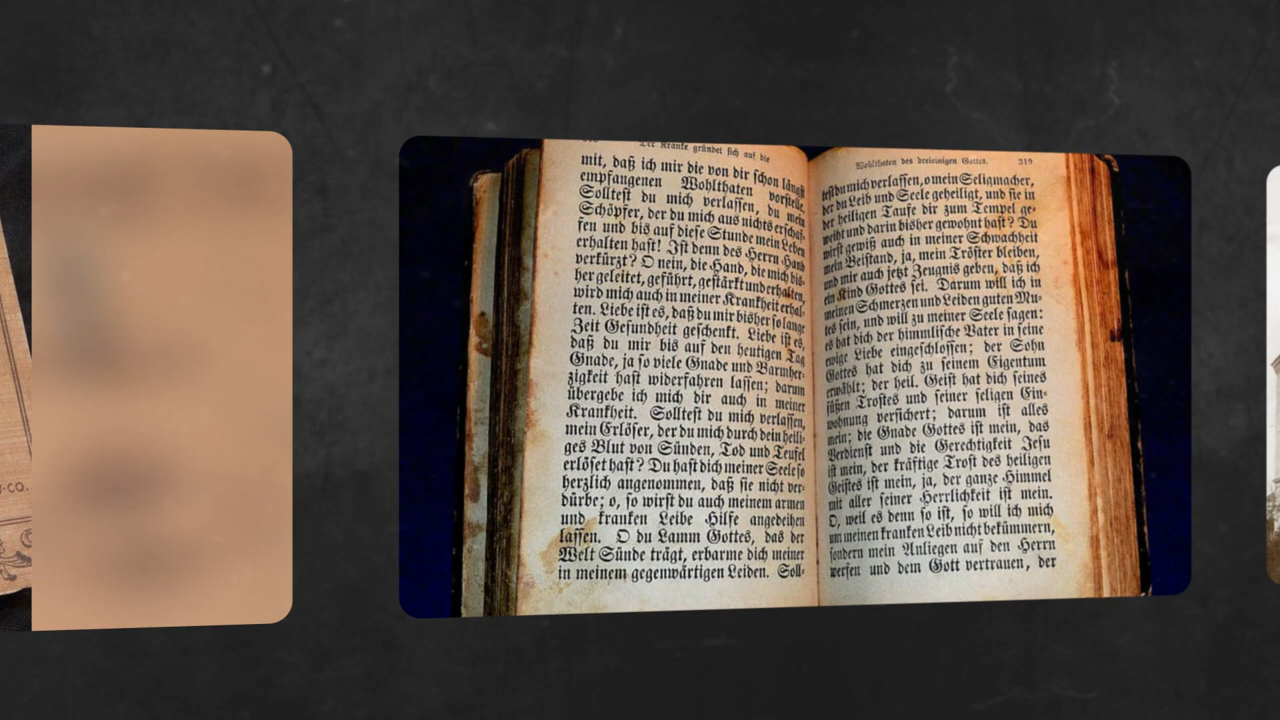 CO.
Der Kranke gründet sich auf die
mit, daß ich mir die von dir schon längst
empfangenen Wohlthaten vorstelle.
Solltest du mich verlassen, du mein
Schöpfer, der du mich aus nichts erschaf-
fen und bis auf diese Stunde mein Leben
erhalten hast! Ist denn des Herrn Hand
verkürzt? O nein, die Hand, die mich bis-
her geleitet, geführt, gestärkt und erhalten,
wird mich auch in meiner Krankheit erhal-
ten. Liebe ist es, daß du mir bisher so lange
Zeit Gesundheit geschenkt. Liebe ist es,
daß du mir bis auf den heutigen Tag
Gnade, ja so viele Gnade und Barmher-
zigkeit hast widerfahren lassen; darum
übergebe ich mich dir auch in meiner
Krankheit. Solltest du mich verlassen,
mein Erlöser, der du mich durch dein heili-
ges Blut von Sünden, Tod und Teufel
erlöset hast? Du hast dich meiner Seele so
herzlich angenommen, daß sie nicht ver-
dürbe; o, so wirst du auch meinem armen
und kranken Leibe Hilfe angedeihen
lassen. O du Lamm Gottes, das der
Welt Sünde trägt, erbarme dich meiner
in meinem gegenwärtigen Leiden. Soll-
Wohlthaten des dreieinigen Gottes. 319
test du mich verlassen, o mein Seligmacher,
der du Leib und Seele geheiligt, und sie in
der heiligen Taufe dir zum Tempel ge-
weiht und darin bisher gewohnt hast? Du
wirst gewiß auch in meiner Schwachheit
mein Beistand, ja, mein Tröster bleiben,
und mir auch jetzt Zeugnis geben, daß ich
ein Kind Gottes sei. Darum will ich in
meinen Schmerzen und Leiden guten Mu-
tes sein, und will zu meiner Seele sagen:
es hat dich der himmlische Vater in seine
ewige Liebe eingeschlossen; der Sohn
Gottes hat dich zu seinem Eigentum
erwählt; der heil. Geist hat dich seines
süßen Trostes und seiner seligen Ein-
wohnung versichert; darum ist alles
mein; die Gnade Gottes ist mein, das
Verdienst und die Gerechtigkeit Jesu
ist mein, der kräftige Trost des heiligen
Geistes ist mein, ja, der ganze Himmel
mit aller seiner Herrlichkeit ist mein.
O, weil es denn so ist, so will ich mich
um meinen kranken Leib nicht bekümmern,
sondern mein Anliegen auf den Herrn
werfen und dem Gott vertrauen, der